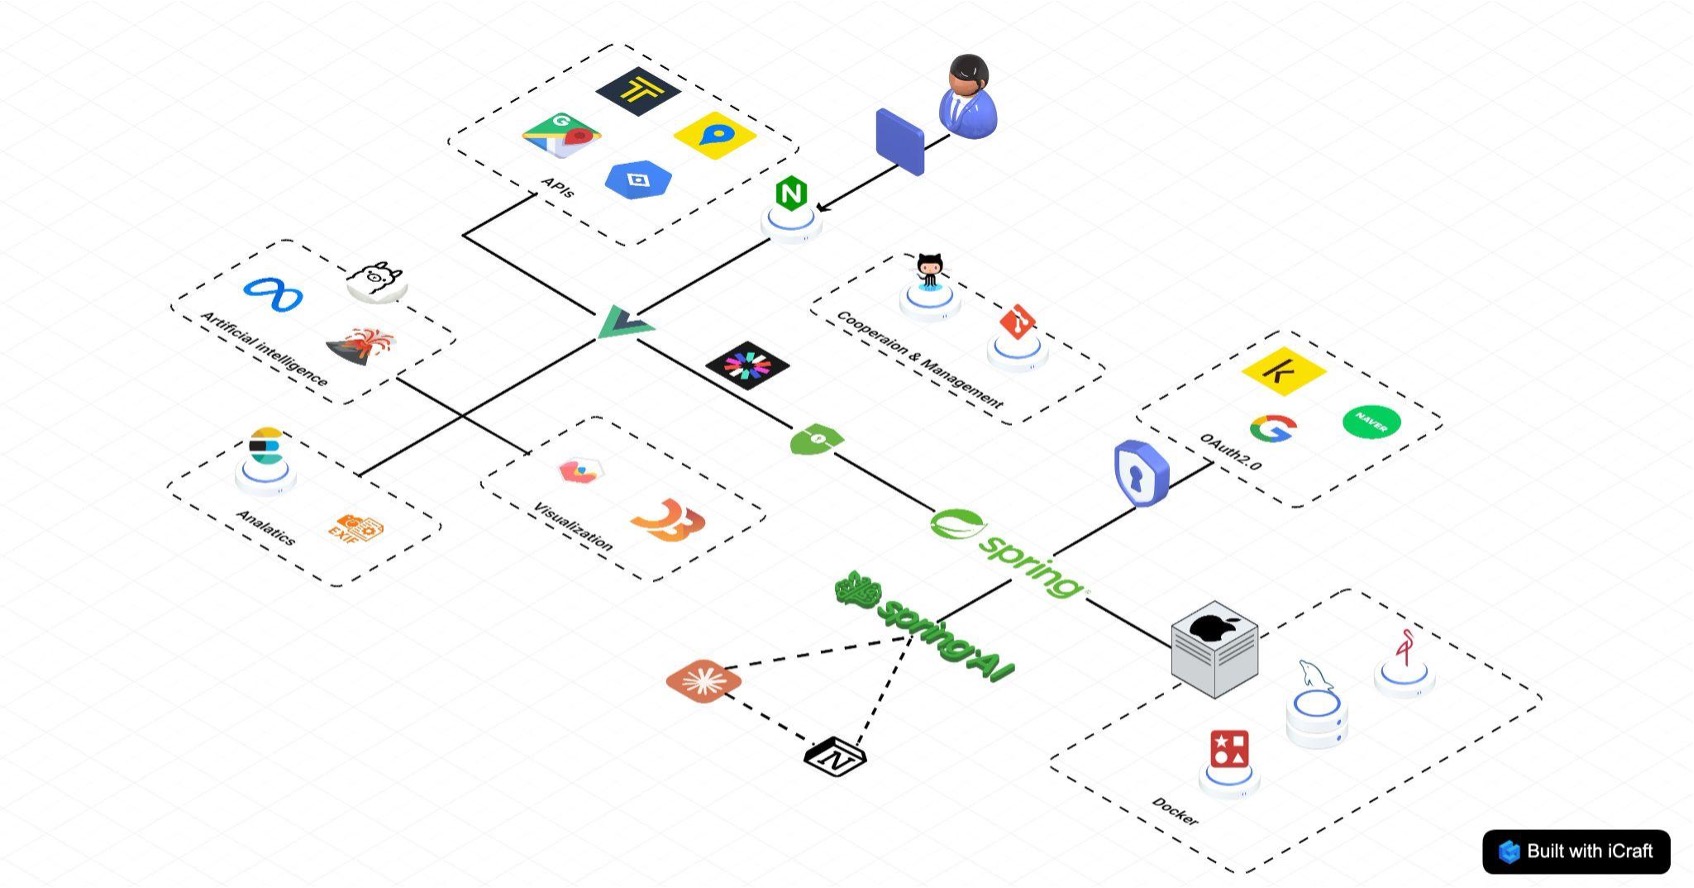 APIs
Artificial intelligence
Cooperaion & Management
NAVER
OAuth2.0
Analatics
EXIF
Visualization
spring
spring AI
Docker
Built with iCraft